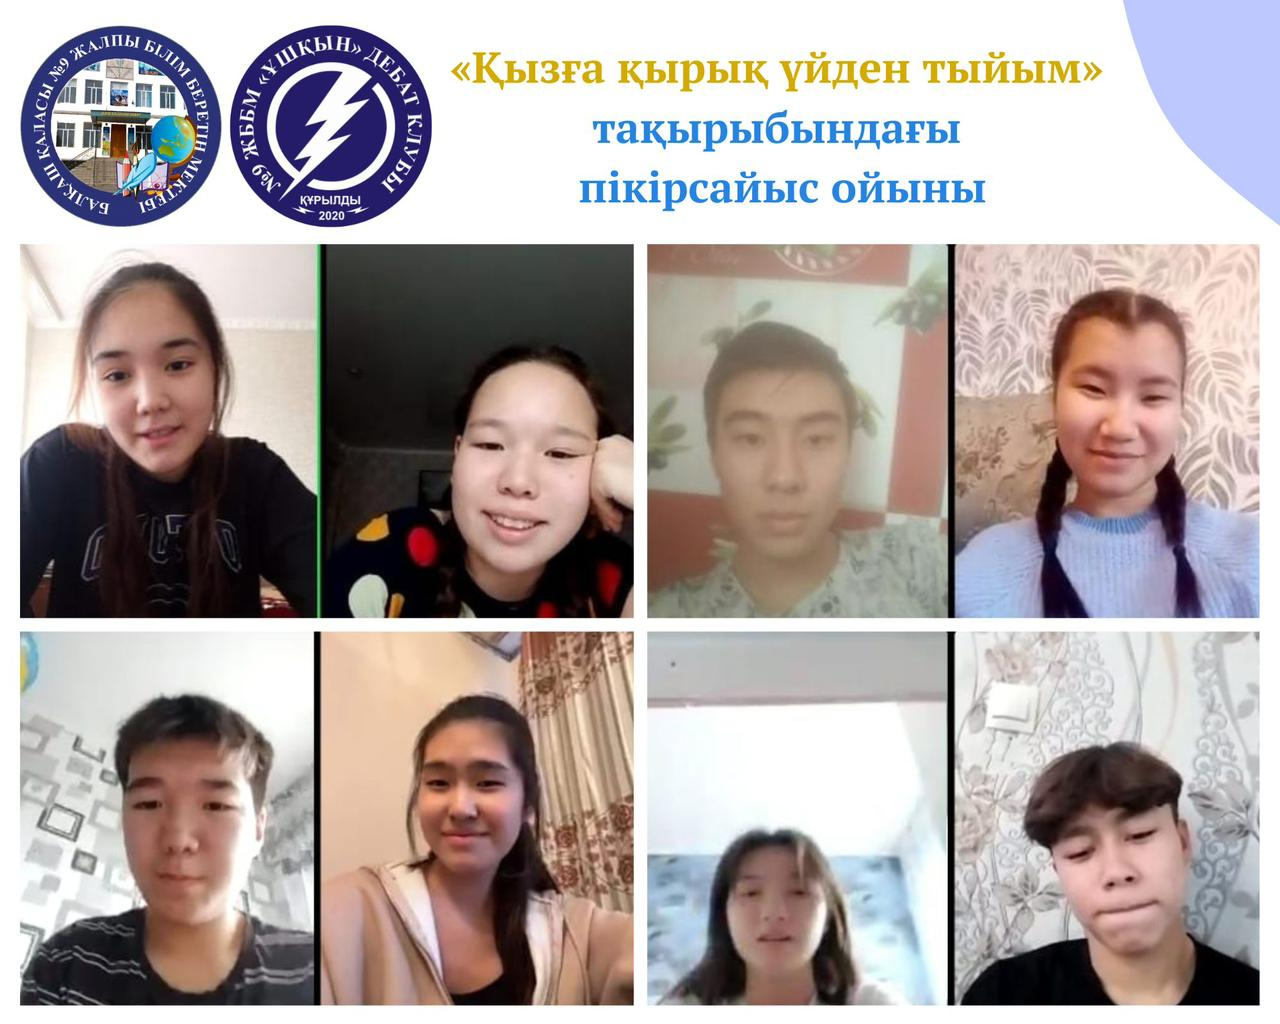 БАЛҚАШ ҚАЛАСЫ №9 ЖАЛПЫ БІЛІМ БЕРЕТІН МЕКТЕБІ
№9 ЖББМ «ҰШҚЫН» ДЕБАТ КЛУБЫ
ҚҰРЫЛДЫ
2020
«Қызға қырық үйден тыйым»
тақырыбындағы
пікірсайыс ойыны